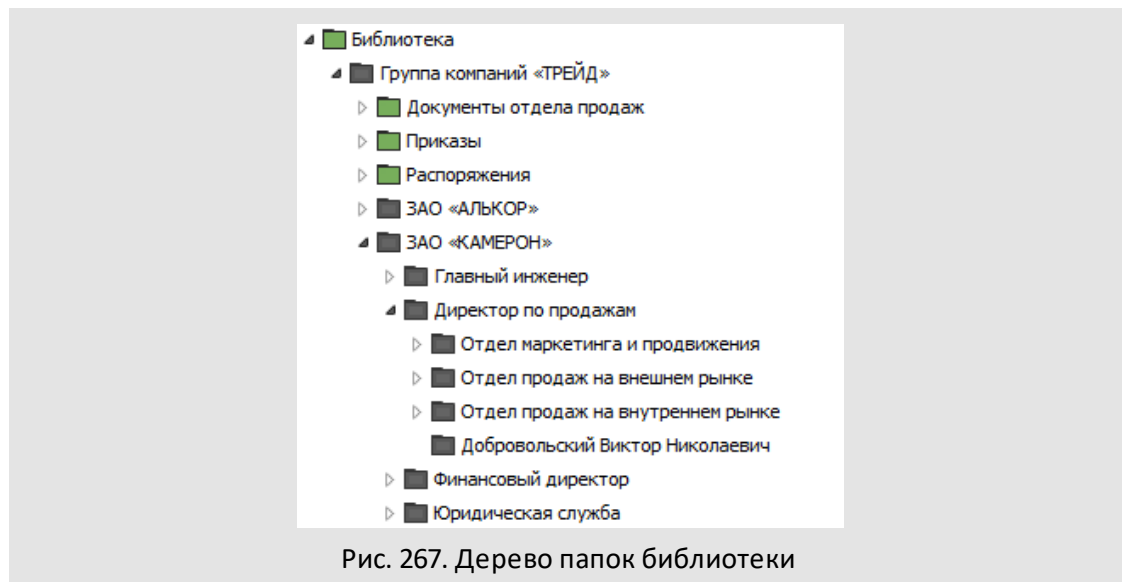 Библиотека
Группа компаний «ТРЕЙД»
Документы отдела продаж
Приказы
Распоряжения
ЗАО «АЛЬКОР»
ЗАО «КАМЕРОН»
Главный инженер
Директор по продажам
Отдел маркетинга и продвижения
Отдел продаж на внешнем рынке
Отдел продаж на внутреннем рынке
Добровольский Виктор Николаевич
Финансовый директор
Юридическая служба
Рис. 267. Дерево папок библиотеки